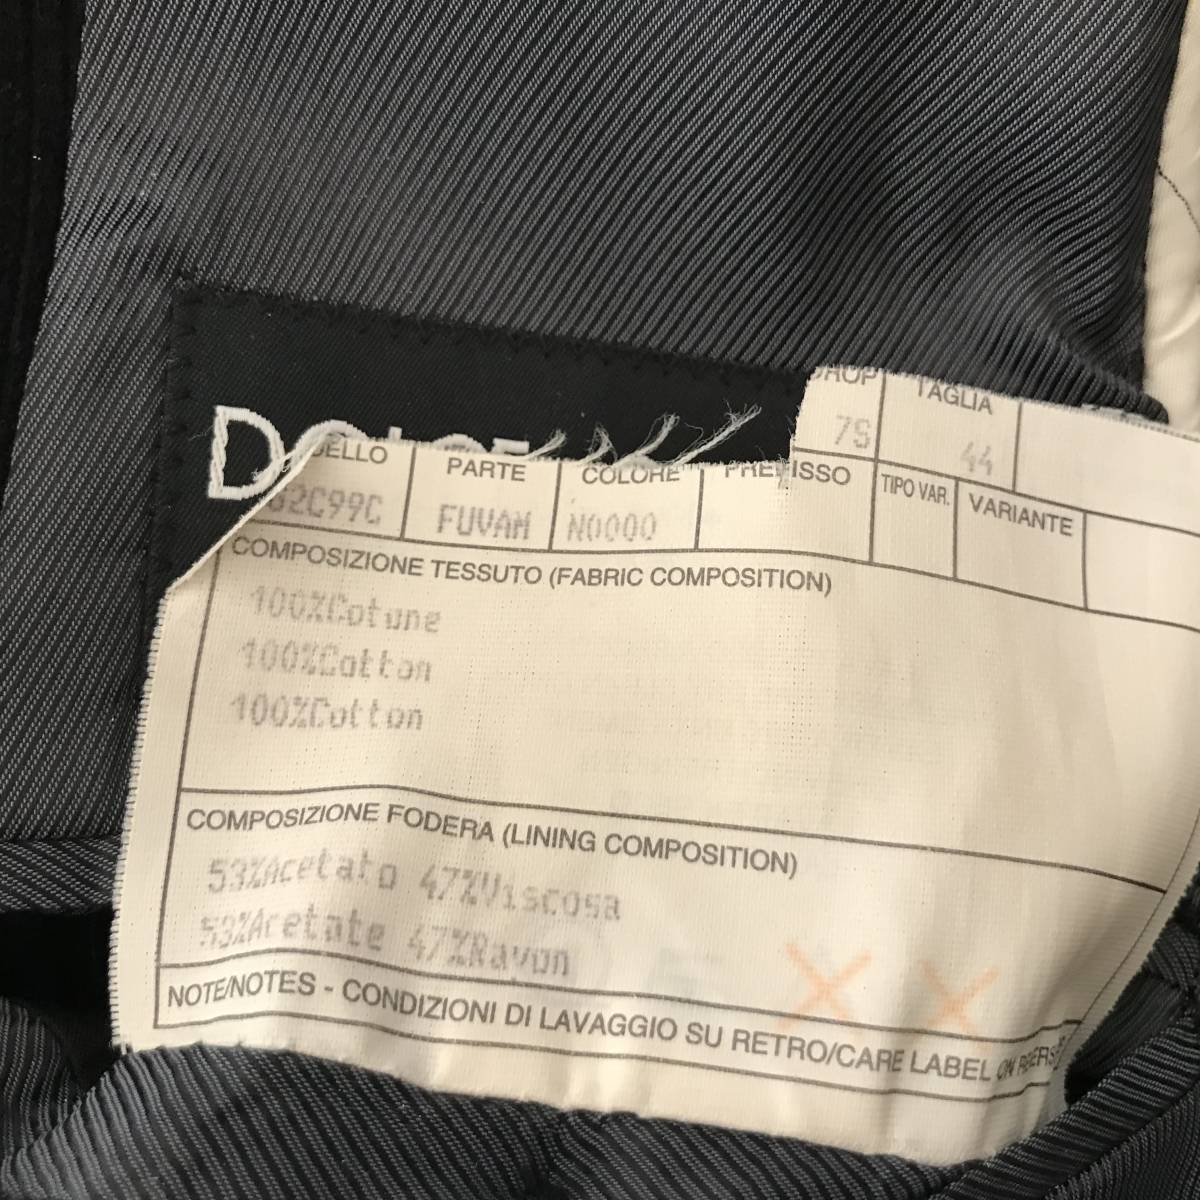 DROP TAGLIA
7S 44
PARTE COLORE PREFISSO TIPO VAR. VARIANTE
62C99C FUVAM N0000
COMPOSIZIONE TESSUTO (FABRIC COMPOSITION)
100%Cotone
100%Cotton
100%Cotton
COMPOSIZIONE FODERA (LINING COMPOSITION)
53%Acetato 47%Viscosa
53%Acetate 47%Rayon
NOTE/NOTES - CONDIZIONI DI LAVAGGIO SU RETRO/CARE LABEL ON REVERSE